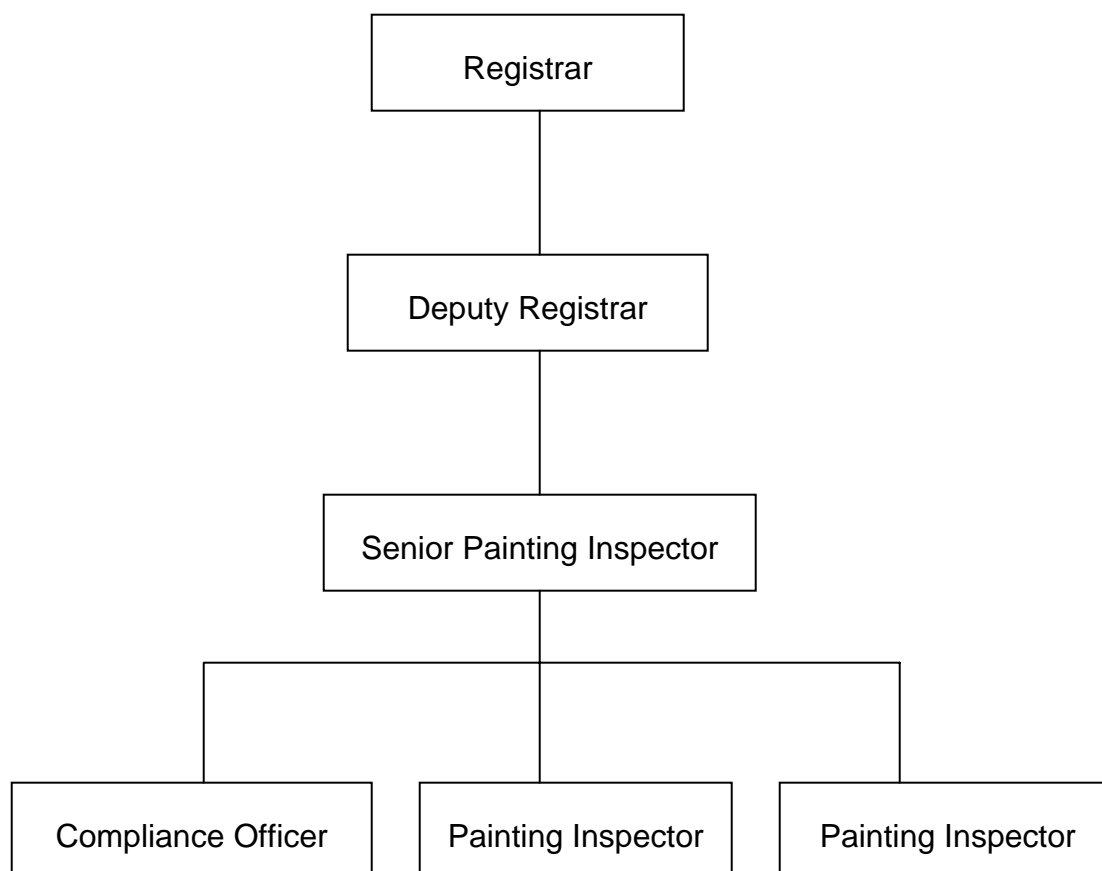 Registrar
Deputy Registrar
Senior Painting Inspector
Compliance Officer
Painting Inspector
Painting Inspector